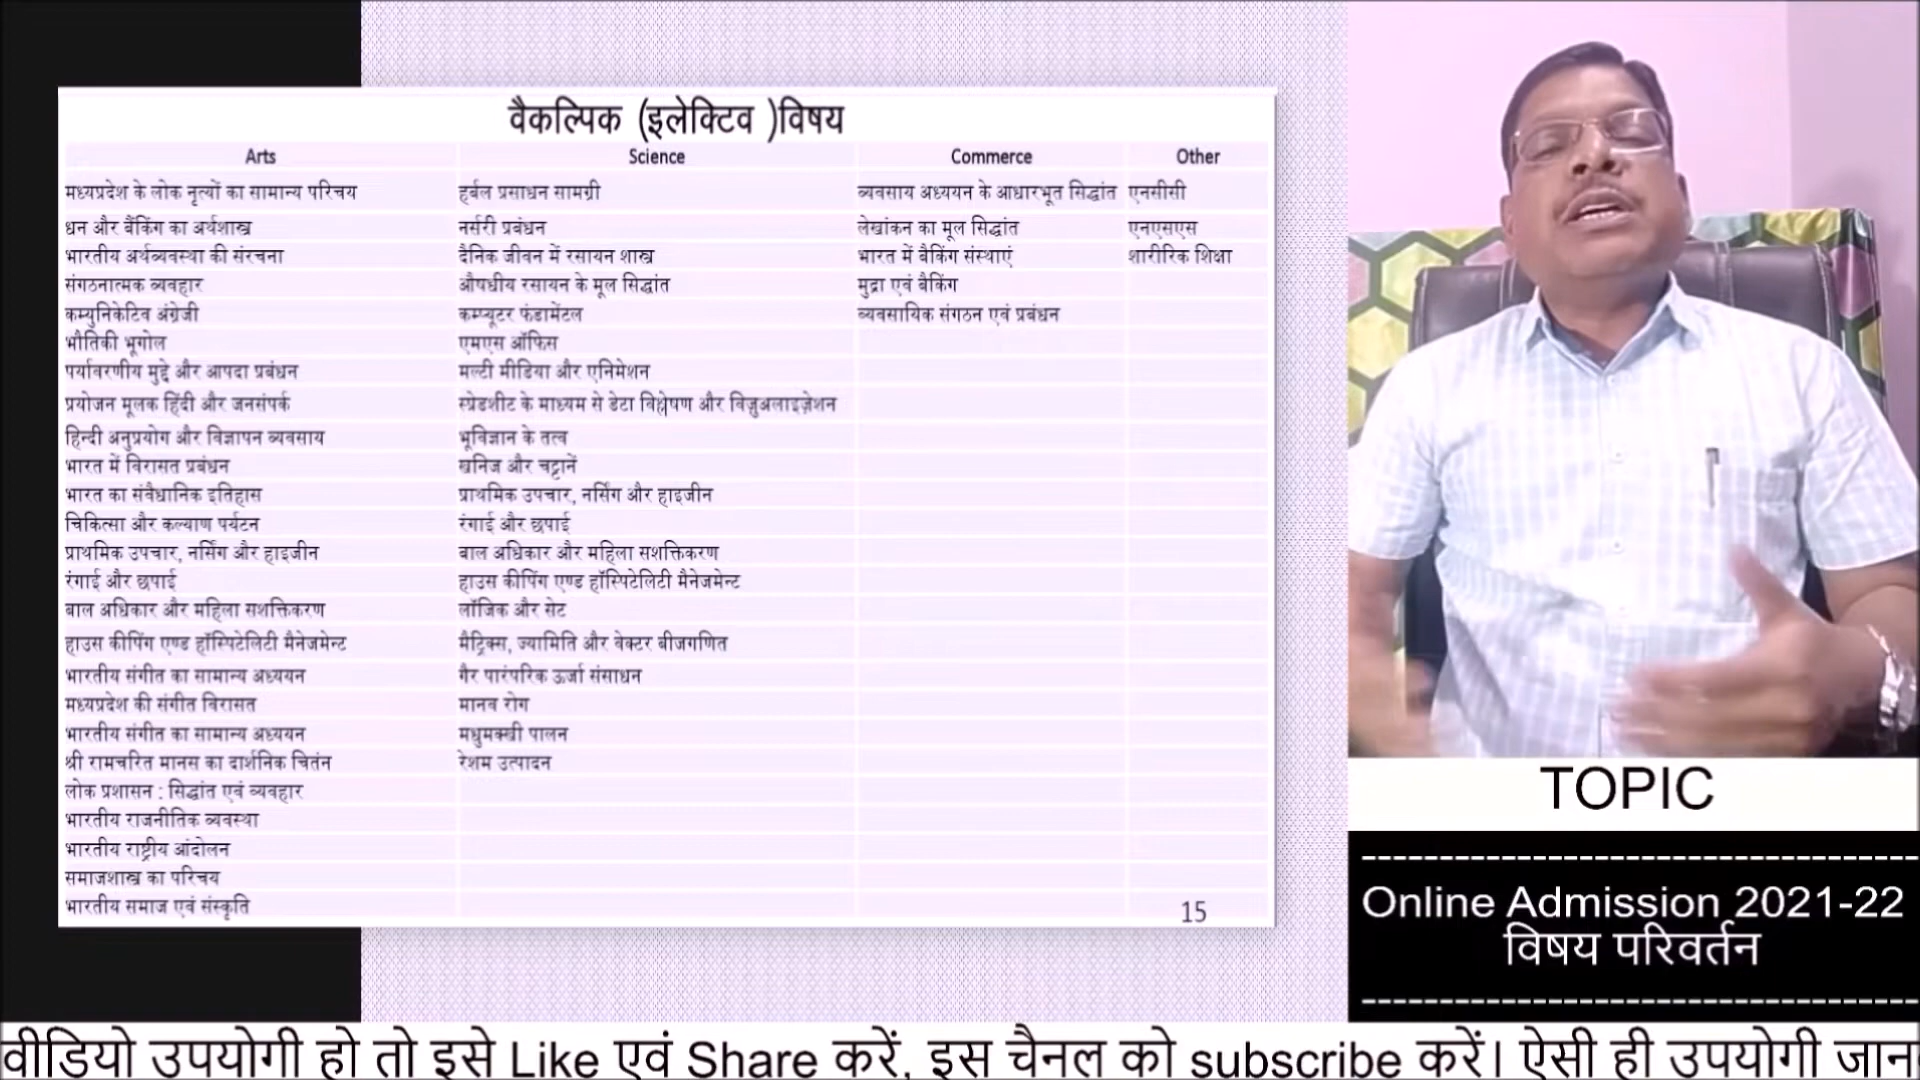 वैकल्पिक (इलेक्टिव )विषय
Arts Science Commerce Other
मध्यप्रदेश के लोक नृत्यों का सामान्य परिचय हर्बल प्रसाधन सामग्री व्यवसाय अध्ययन के आधारभूत सिद्धांत एनसीसी
धन और बैंकिंग का अर्थशास्त्र नर्सरी प्रबंधन लेखांकन का मूल सिद्धांत एनएसएस
भारतीय अर्थव्यवस्था की संरचना दैनिक जीवन में रसायन शास्त्र भारत में बैकिंग संस्थाएं शारीरिक शिक्षा
संगठनात्मक व्यवहार औषधीय रसायन के मूल सिद्धांत मुद्रा एवं बैकिंग
कम्युनिकेटिव अंग्रेजी कम्प्यूटर फंडामेंटल व्यवसायिक संगठन एवं प्रबंधन
भौतिकी भूगोल एमएस ऑफिस
पर्यावरणीय मुद्दे और आपदा प्रबंधन मल्टी मीडिया और एनिमेशन
प्रयोजन मूलक हिंदी और जनसंपर्क स्प्रेडशीट के माध्यम से डेटा विश्लेषण और विज़ुअलाइज़ेशन
हिन्दी अनुप्रयोग और विज्ञापन व्यवसाय भूविज्ञान के तत्व
भारत में विरासत प्रबंधन खनिज और चट्टानें
भारत का संवैधानिक इतिहास प्राथमिक उपचार, नर्सिंग और हाइजीन
चिकित्सा और कल्याण पर्यटन रंगाई और छपाई
प्राथमिक उपचार, नर्सिंग और हाइजीन बाल अधिकार और महिला सशक्तिकरण
रंगाई और छपाई हाउस कीपिंग एण्ड हॉस्पिटेलिटी मैनेजमेन्ट
बाल अधिकार और महिला सशक्तिकरण लॉजिक और सेट
हाउस कीपिंग एण्ड हॉस्पिटेलिटी मैनेजमेन्ट मैट्रिक्स, ज्यामिति और वेक्टर बीजगणित
भारतीय संगीत का सामान्य अध्ययन गैर पारंपरिक ऊर्जा संसाधन
मध्यप्रदेश की संगीत विरासत मानव रोग
भारतीय संगीत का सामान्य अध्ययन मधुमक्खी पालन
श्री रामचरित मानस का दार्शनिक चितंन रेशम उत्पादन
लोक प्रशासन : सिद्धांत एवं व्यवहार
भारतीय राजनीतिक व्यवस्था
भारतीय राष्ट्रीय आंदोलन
समाजशास्त्र का परिचय
भारतीय समाज एवं संस्कृति
15
TOPIC
Online Admission 2021-22
विषय परिवर्तन
वीडियो उपयोगी हो तो इसे Like एवं Share करें, इस चैनल को subscribe करें। ऐसी ही उपयोगी जान